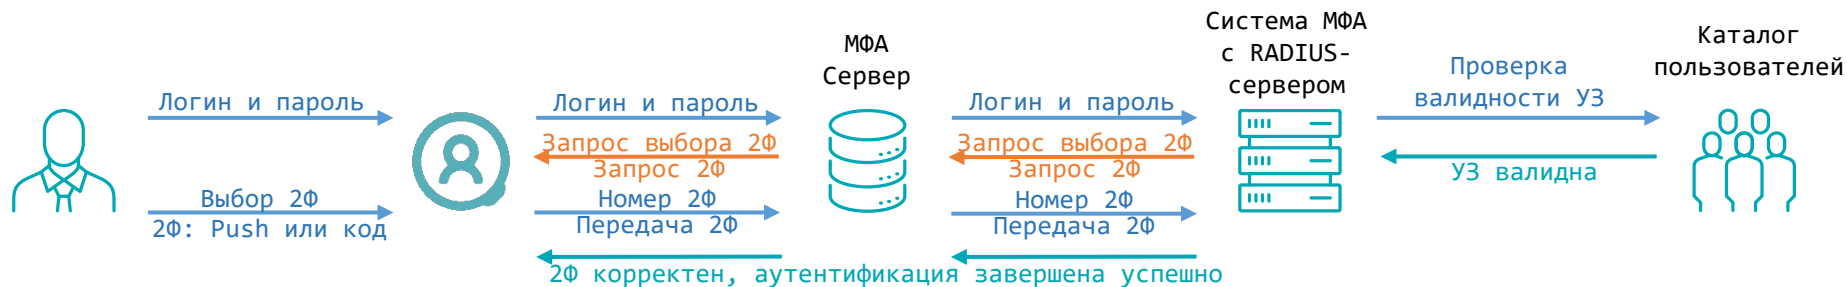 МФА
Сервер
Система МФА
с RADIUS-
сервером
Каталог
пользователей
Логин и пароль
Логин и пароль
Логин и пароль
Проверка
валидности УЗ
Запрос выбора 2Ф
Запрос 2Ф
Запрос выбора 2Ф
Запрос 2Ф
УЗ валидна
Выбор 2Ф
2Ф: Push или код
Номер 2Ф
Передача 2Ф
Номер 2Ф
Передача 2Ф
2Ф корректен, аутентификация завершена успешно